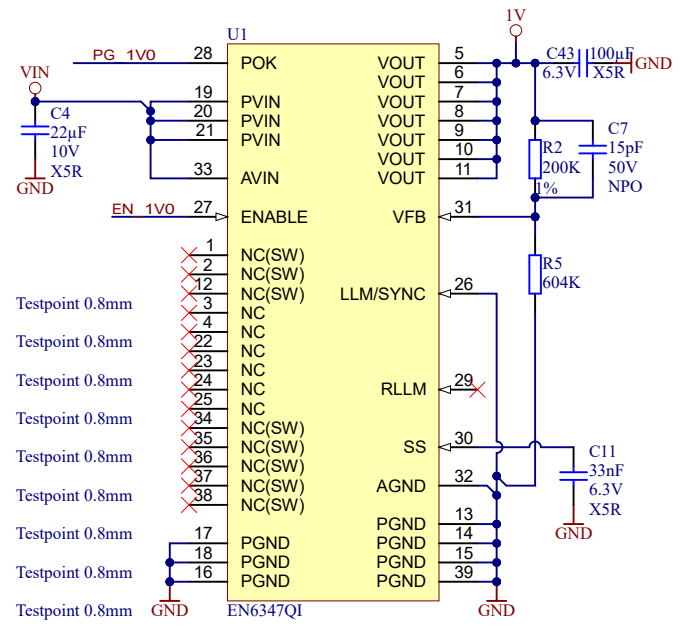 U1
1V
PG_1V0
28
POK
VOUT
5
C43
100µF
GND
6.3V
X5R
VIN
VOUT
6
19
PVIN
VOUT
7
C4
22µF
10V
X5R
GND
20
PVIN
VOUT
8
21
PVIN
VOUT
9
VOUT
10
33
AVIN
VOUT
11
C7
15pF
50V
NPO
R2
200K
1%
EN_1V0
27
ENABLE
VFB
31
1
NC(SW)
2
NC(SW)
12
NC(SW)
LLM/SYNC
26
R5
604K
3
NC
4
NC
22
NC
23
NC
24
NC
RLLM
29
25
NC
34
NC(SW)
35
NC(SW)
SS
30
36
NC(SW)
37
NC(SW)
AGND
32
38
NC(SW)
C11
33nF
6.3V
X5R
GND
PGND
13
17
PGND
PGND
14
18
PGND
PGND
15
16
PGND
PGND
39
GND
EN6347QI
GND
Testpoint 0.8mm
Testpoint 0.8mm
Testpoint 0.8mm
Testpoint 0.8mm
Testpoint 0.8mm
Testpoint 0.8mm
Testpoint 0.8mm
Testpoint 0.8mm
Testpoint 0.8mm